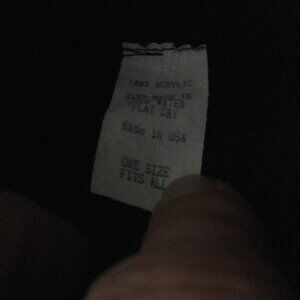 100% ACRYLIC
HAND WASH IN
WATER
FLAT DRY
Made in USA
ONE SIZE
FITS ALL